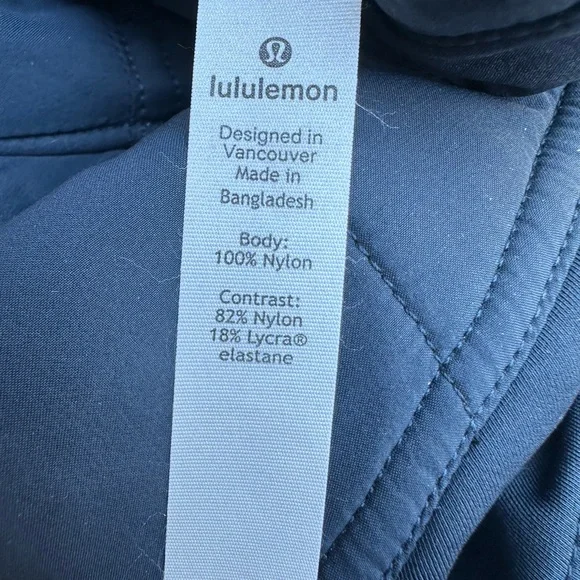 lululemon
Designed in
Vancouver
Made in
Bangladesh
Body:
100% Nylon
Contrast:
82% Nylon
18% Lycra®
elastane